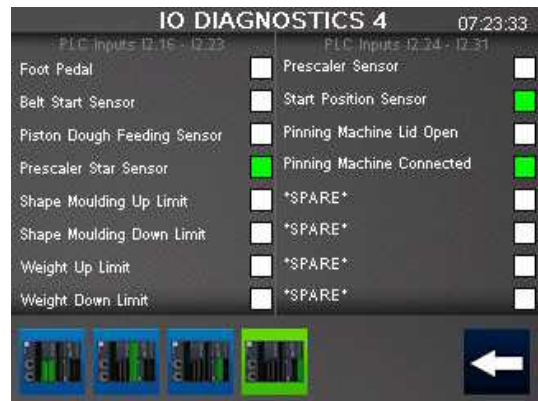 IO DIAGNOSTICS 4
07:23:33
PLC Inputs I2.16 - I2.23
Foot Pedal
Belt Start Sensor
Piston Dough Feeding Sensor
Prescaler Star Sensor
Shape Moulding Up Limit
Shape Moulding Down Limit
Weight Up Limit
Weight Down Limit
PLC Inputs I2.24 - I2.31
Prescaler Sensor
Start Position Sensor
Pinning Machine Lid Open
Pinning Machine Connected
*SPARE*
*SPARE*
*SPARE*
*SPARE*